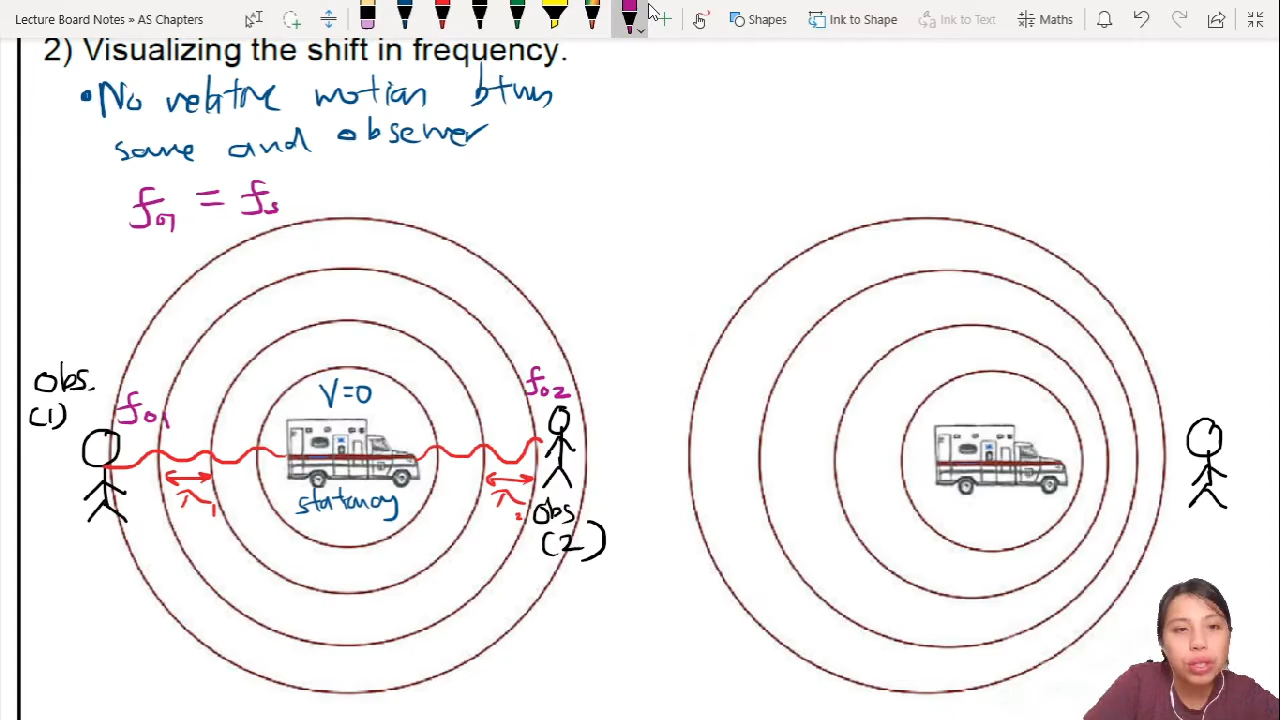 Lecture Board Notes » AS Chapters
Shapes
Ink to Shape
Ink to Text
Maths
2) Visualizing the shift in frequency.
• No relative motion btwn
source and observer
fo1 = fs
Obs.
(1)
fo1
V=0
fo2
λ1
stationary
λ2
Obs
(2)